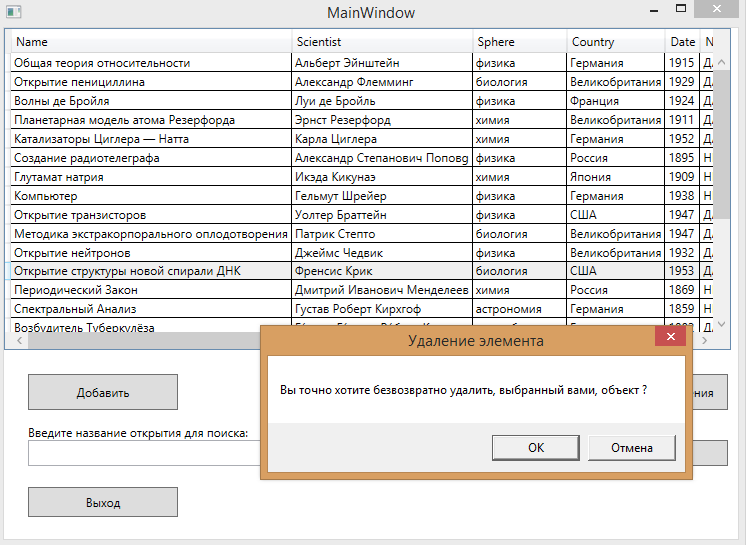 MainWindow
Name Scientist Sphere Country Date N
Общая теория относительности Альберт Эйнштейн физика Германия 1915 Д
Открытие пенициллина Александр Флемминг биология Великобритания 1929 Д
Волны де Бройля Луи де Бройль физика Франция 1924 Д
Планетарная модель атома Резерфорда Эрнст Резерфорд химия Великобритания 1911 Д
Катализаторы Циглера — Натта Карла Циглера химия Германия 1952 Д
Создание радиотелеграфа Александр Степанович Поповg физика Россия 1895 Н
Глутамат натрия Икэда Кикунаэ химия Япония 1909 Н
Компьютер Гельмут Шрейер физика Германия 1938 Н
Открытие транзисторов Уолтер Браттейн физика США 1947 Д
Методика экстракорпорального оплодотворения Патрик Стептo биология Великобритания 1947 Д
Открытие нейтронов Джеймс Чедвик физика Великобритания 1932 Д
Открытие структуры новой спирали ДНК Френсис Крик биология США 1953 Д
Периодический Закон Дмитрий Иванович Менделеев химия Россия 1869 Н
Спектральный Анализ Густав Роберт Кирхгоф астрономия Германия 1859 Н
Возбудитель Туберкулёза
Удаление элемента
Вы точно хотите безвозвратно удалить, выбранный вами, объект ?
OK Отмена
Добавить ния
Введите название открытия для поиска:
Выход